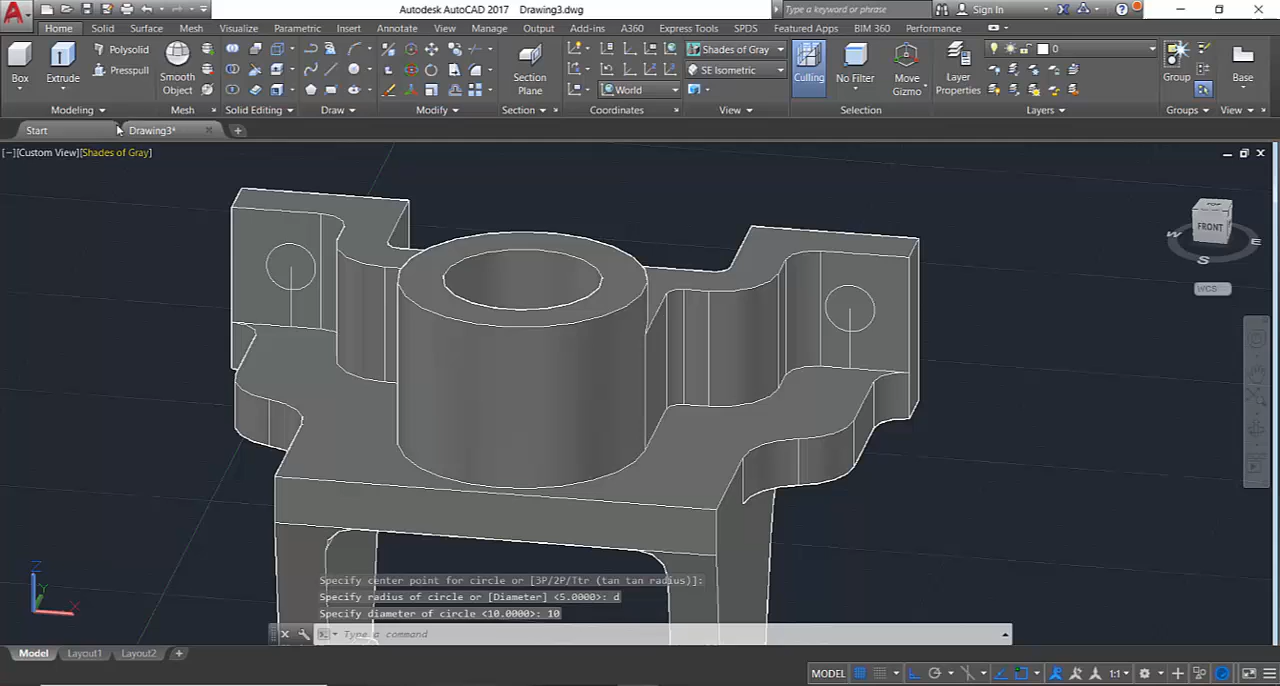 Autodesk AutoCAD 2017 Drawing3.dwg
Type a keyword or phrase
Sign In
Home Solid Surface Mesh Visualize Parametric Insert Annotate View Manage Output Add-ins A360 Express Tools SPDS Featured Apps BIM 360 Performance
Box
Extrude
Polysolid
Presspull
Smooth
Object
Section
Plane
World
Shades of Gray
SE Isometric
Culling
No Filter
Move
Gizmo
Layer
Properties
0
Group
Base
Modeling Mesh Solid Editing Draw Modify Section Coordinates View Selection Layers Groups View
Start Drawing3*
[−][Custom View][Shades of Gray]
TOP
FRONT
W
E
S
WCS
Z
Y
X
Specify center point for circle or [3P/2P/Ttr (tan tan radius)]:
Specify radius of circle or [Diameter] <5.0000>: d
Specify diameter of circle <10.0000>: 10
Type a command
Model Layout1 Layout2 +
MODEL 1:1